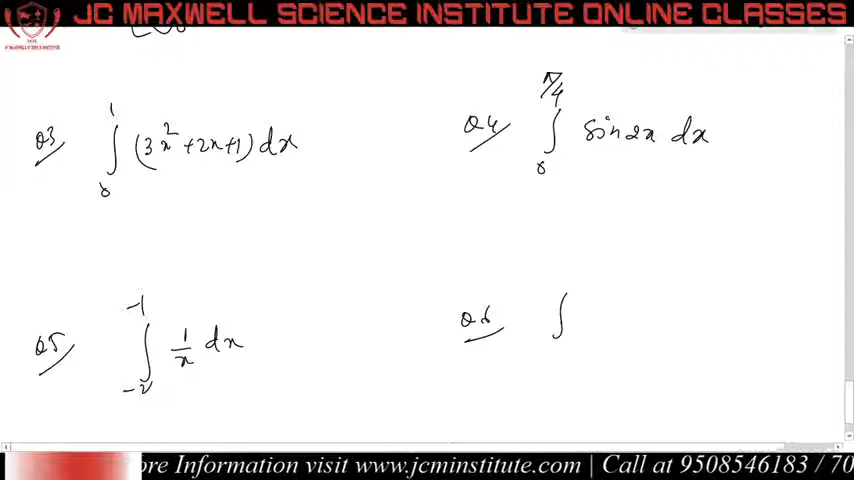 JC MAXWELL SCIENCE INSTITUTE ONLINE CLASSES
Q3 ∫₀¹ (3x²+2x+1) dx
Q4 ∫₀^{π/4} sin2x dx
Q5 ∫₋₂^{-1} 1/x dx
Q6 ∫
ore Information visit www.jcminstitute.com | Call at 9508546183 / 70